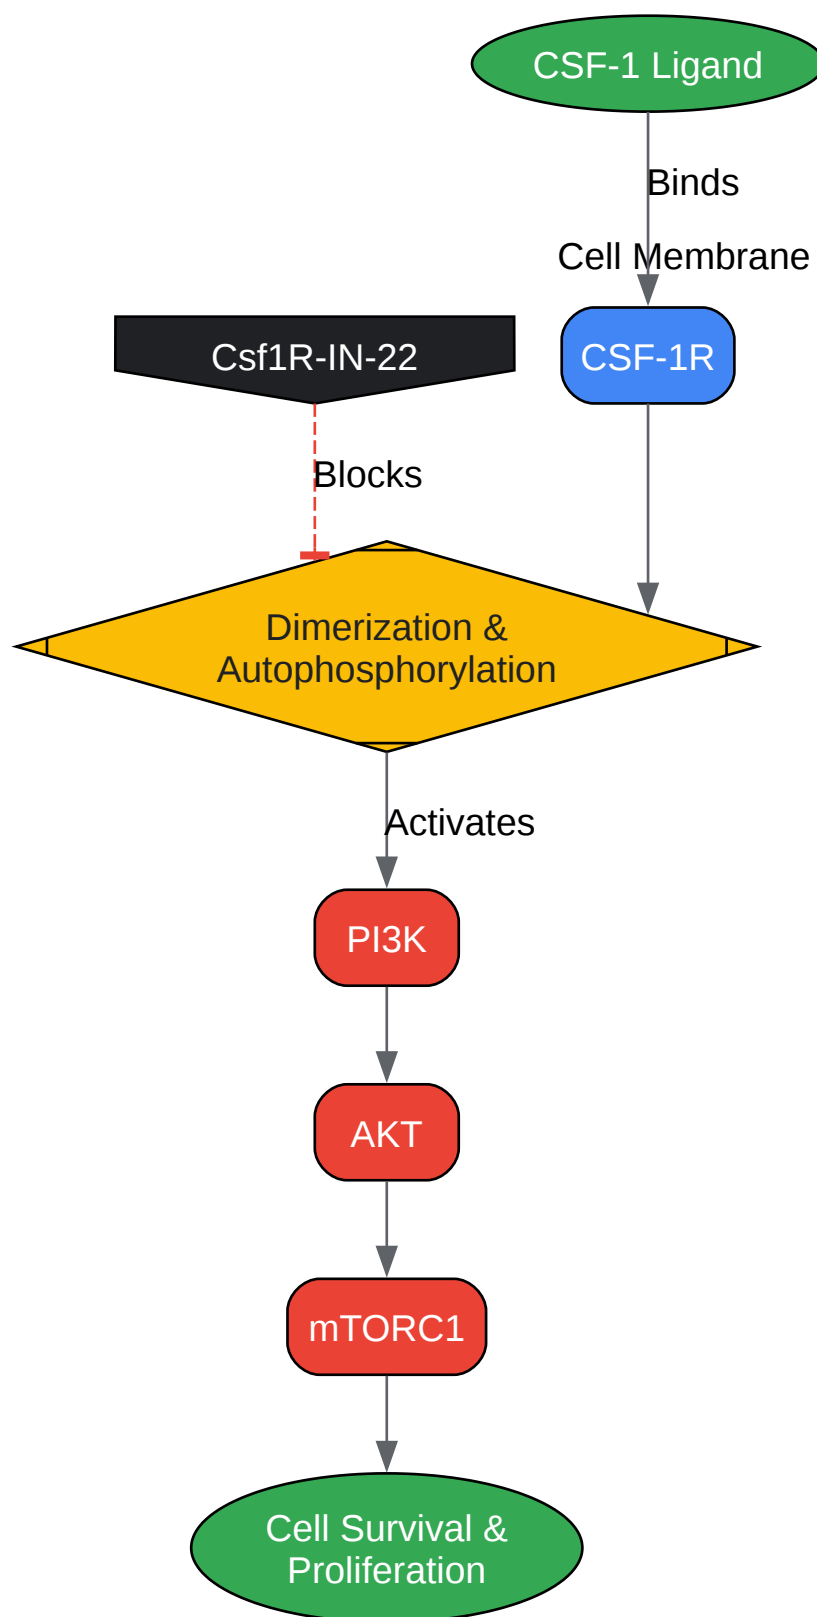 CSF-1 Ligand
Binds
Cell Membrane
Csf1R-IN-22
CSF-1R
Blocks
Dimerization &
Autophosphorylation
Activates
PI3K
AKT
mTORC1
Cell Survival &
Proliferation